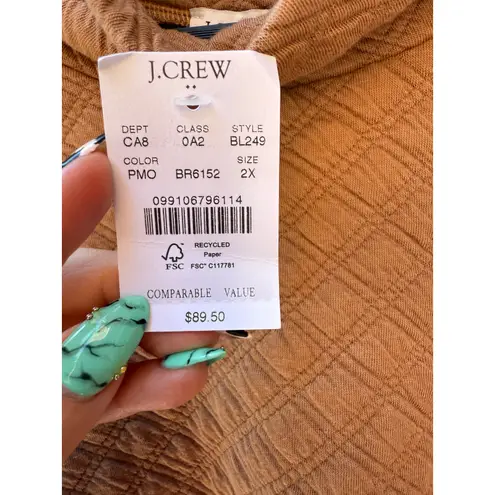 J.CREW
DEPT CLASS STYLE
CA8 0A2 BL249
COLOR SIZE
PMO BR6152 2X
099106796114
RECYCLED
Paper
FSC
FSC® C117781
COMPARABLE VALUE
$89.50